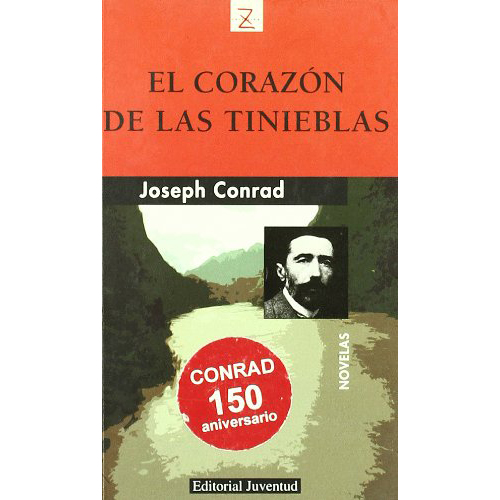 Z
EL CORAZÓN
DE LAS TINIEBLAS
Joseph Conrad
NOVELAS
CONRAD
150
aniversario
Editorial Juventud